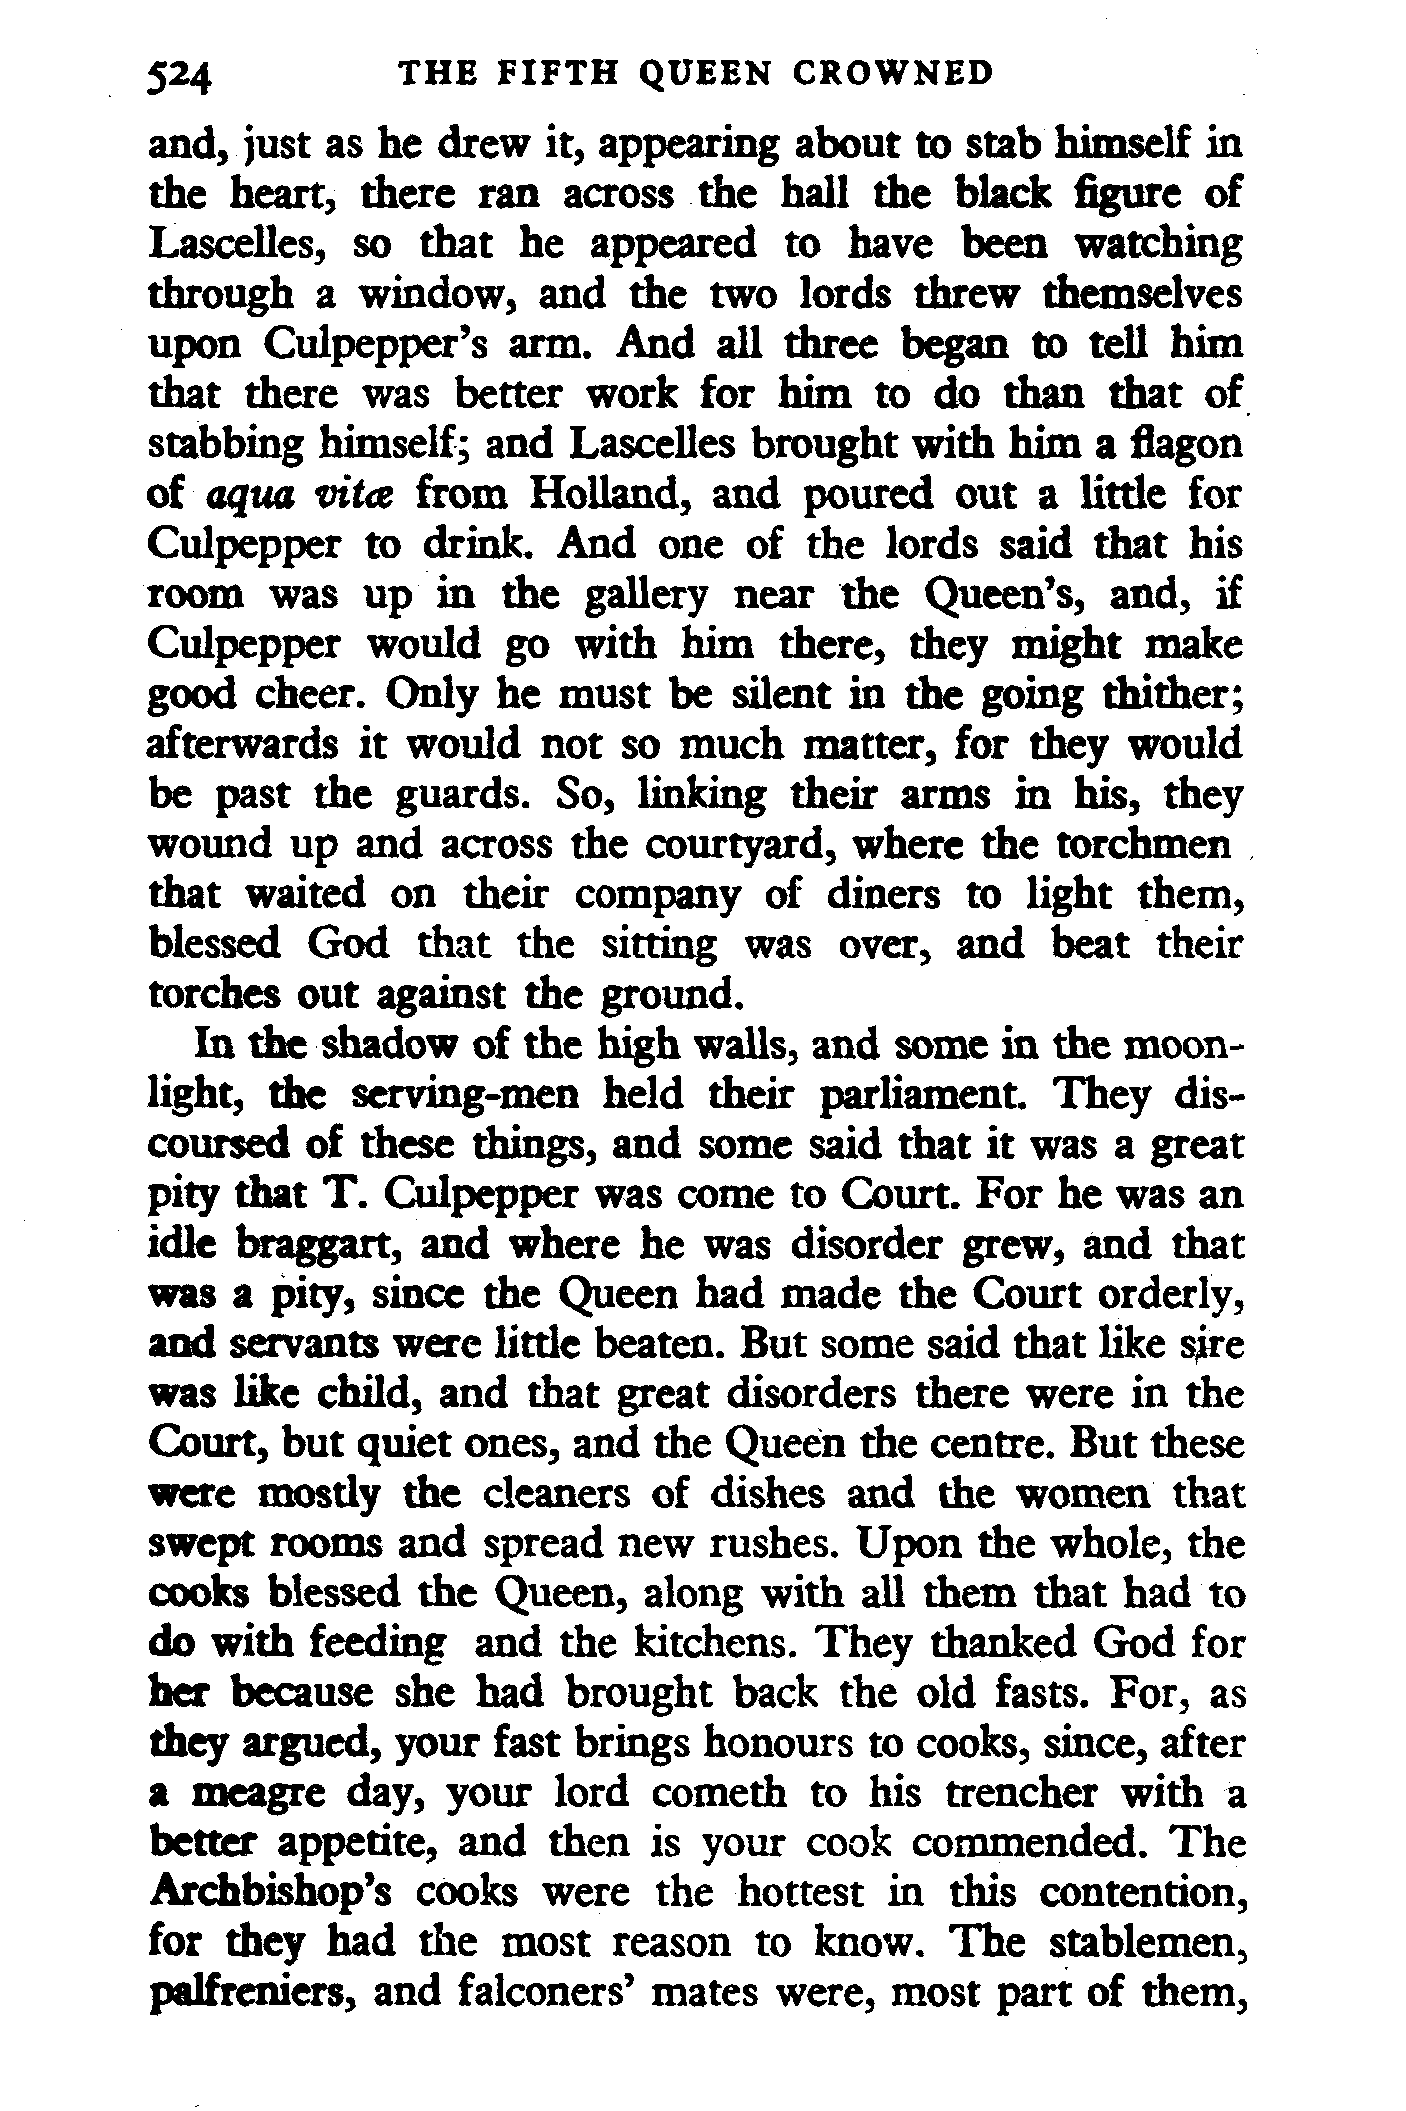 524 THE FIFTH QUEEN CROWNED
and, just as he drew it, appearing about to stab himself in
the heart, there ran across the hall the black figure of
Lascelles, so that he appeared to have been watching
through a window, and the two lords threw themselves
upon Culpepper's arm. And all three began to tell him
that there was better work for him to do than that of
stabbing himself; and Lascelles brought with him a flagon
of aqua vitæ from Holland, and poured out a little for
Culpepper to drink. And one of the lords said that his
room was up in the gallery near the Queen's, and, if
Culpepper would go with him there, they might make
good cheer. Only he must be silent in the going thither;
afterwards it would not so much matter, for they would
be past the guards. So, linking their arms in his, they
wound up and across the courtyard, where the torchmen
that waited on their company of diners to light them,
blessed God that the sitting was over, and beat their
torches out against the ground.
In the shadow of the high walls, and some in the moon-
light, the serving-men held their parliament. They dis-
coursed of these things, and some said that it was a great
pity that T. Culpepper was come to Court. For he was an
idle braggart, and where he was disorder grew, and that
was a pity, since the Queen had made the Court orderly,
and servants were little beaten. But some said that like sire
was like child, and that great disorders there were in the
Court, but quiet ones, and the Queen the centre. But these
were mostly the cleaners of dishes and the women that
swept rooms and spread new rushes. Upon the whole, the
cooks blessed the Queen, along with all them that had to
do with feeding and the kitchens. They thanked God for
her because she had brought back the old fasts. For, as
they argued, your fast brings honours to cooks, since, after
a meagre day, your lord cometh to his trencher with a
better appetite, and then is your cook commended. The
Archbishop's cooks were the hottest in this contention,
for they had the most reason to know. The stablemen,
palfreniers, and falconers' mates were, most part of them,